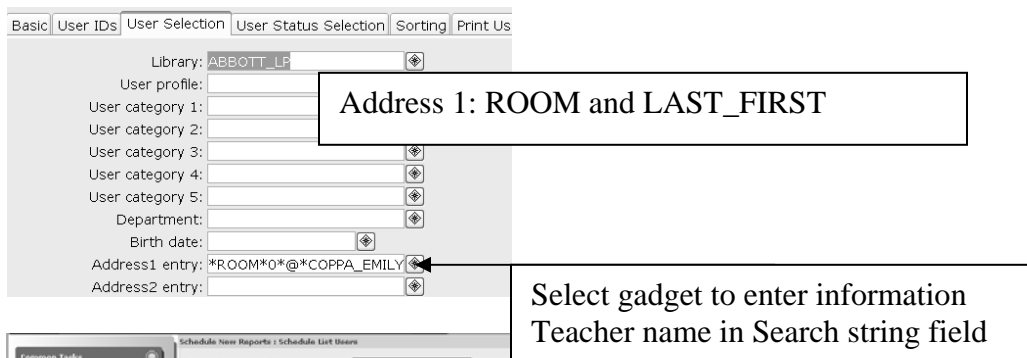 Basic User IDs User Selection User Status Selection Sorting Print Us
Library: ABBOTT_LP
User profile:
Address 1: ROOM and LAST_FIRST
User category 1:
User category 2:
User category 3:
User category 4:
User category 5:
Department:
Birth date:
Address1 entry: *ROOM*0*@*COPPA_EMILY
Address2 entry:
Select gadget to enter information
Teacher name in Search string field
Schedule New Reports : Schedule List Users
Common Tasks